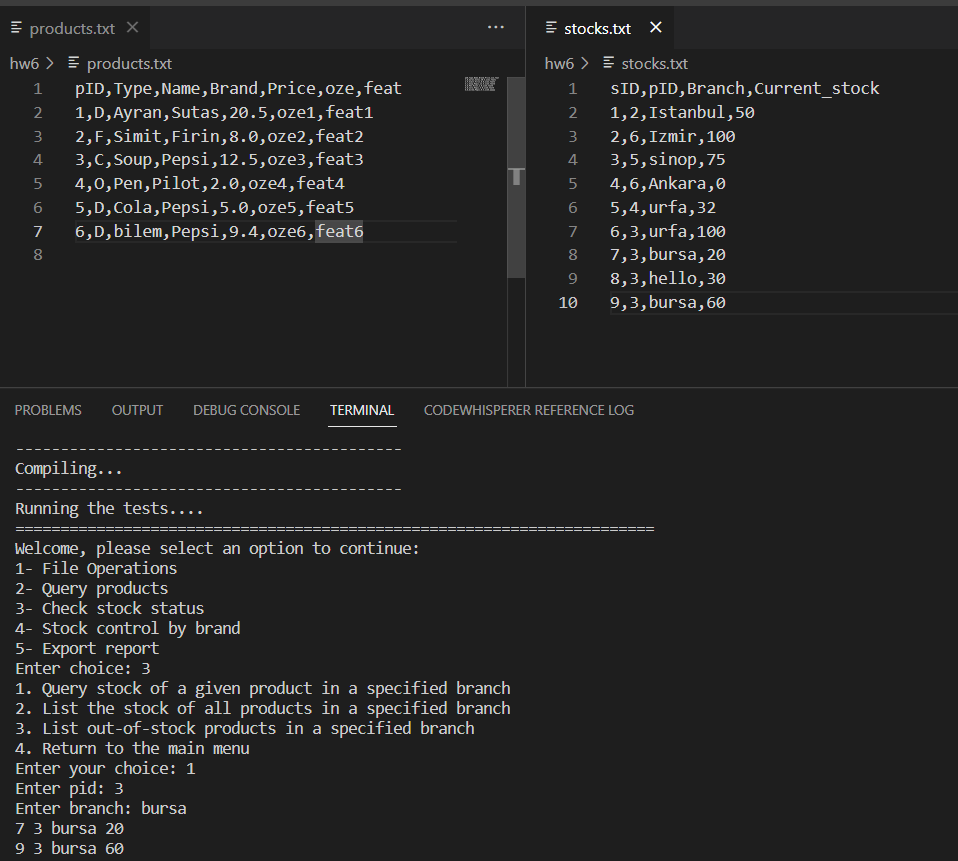 products.txt
hw6 > products.txt
1 pID,Type,Name,Brand,Price,oze,feat
2 1,D,Ayran,Sutas,20.5,oze1,feat1
3 2,F,Simit,Firin,8.0,oze2,feat2
4 3,C,Soup,Pepsi,12.5,oze3,feat3
5 4,O,Pen,Pilot,2.0,oze4,feat4
6 5,D,Cola,Pepsi,5.0,oze5,feat5
7 6,D,bilem,Pepsi,9.4,oze6,feat6
8
stocks.txt
hw6 > stocks.txt
1 sID,pID,Branch,Current_stock
2 1,2,Istanbul,50
3 2,6,Izmir,100
4 3,5,sinop,75
5 4,6,Ankara,0
6 5,4,urfa,32
7 6,3,urfa,100
8 7,3,bursa,20
9 8,3,hello,30
10 9,3,bursa,60
PROBLEMS OUTPUT DEBUG CONSOLE TERMINAL CODEWHISPERER REFERENCE LOG
-------------------------------------------
Compiling...
-------------------------------------------
Running the tests....
=======================================================================
Welcome, please select an option to continue:
1- File Operations
2- Query products
3- Check stock status
4- Stock control by brand
5- Export report
Enter choice: 3
1. Query stock of a given product in a specified branch
2. List the stock of all products in a specified branch
3. List out-of-stock products in a specified branch
4. Return to the main menu
Enter your choice: 1
Enter pid: 3
Enter branch: bursa
7 3 bursa 20
9 3 bursa 60